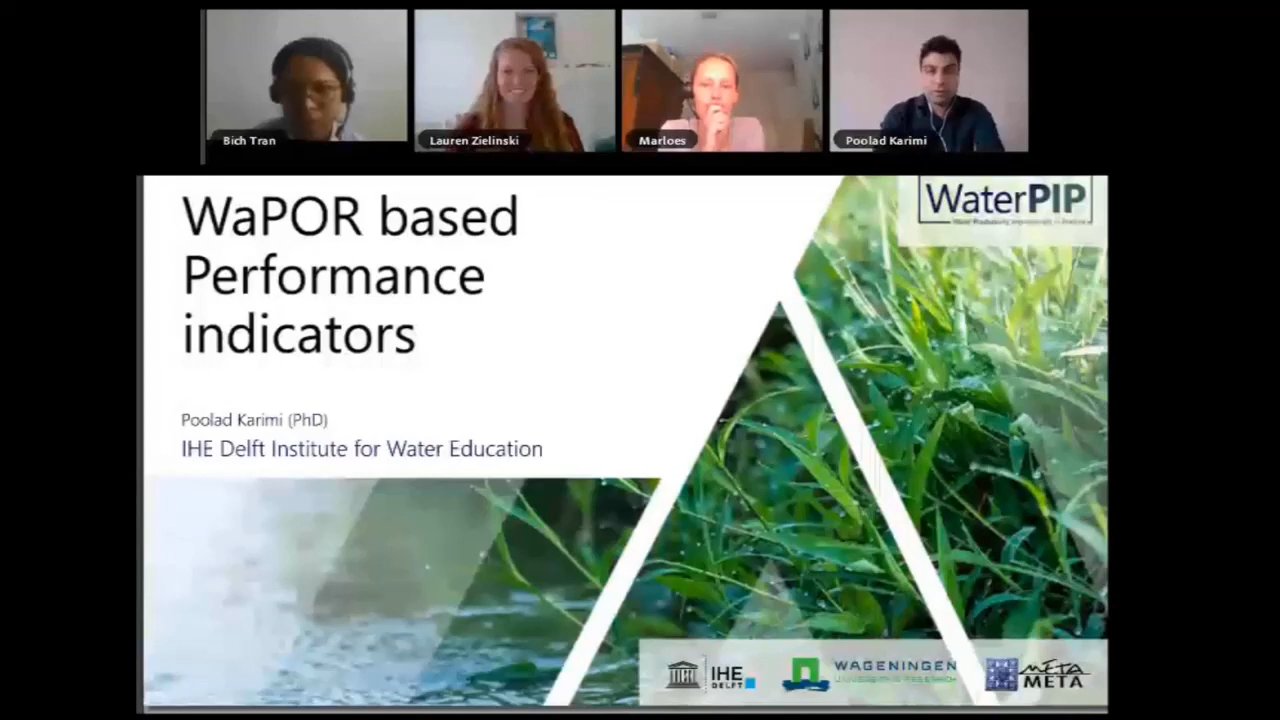 Bich Tran
Lauren Zielinski
Marloes
Poolad Karimi
WaPOR based
Performance
indicators
WaterPIP
Poolad Karimi (PhD)
IHE Delft Institute for Water Education
IHE
DELFT
WAGENINGEN
META
META